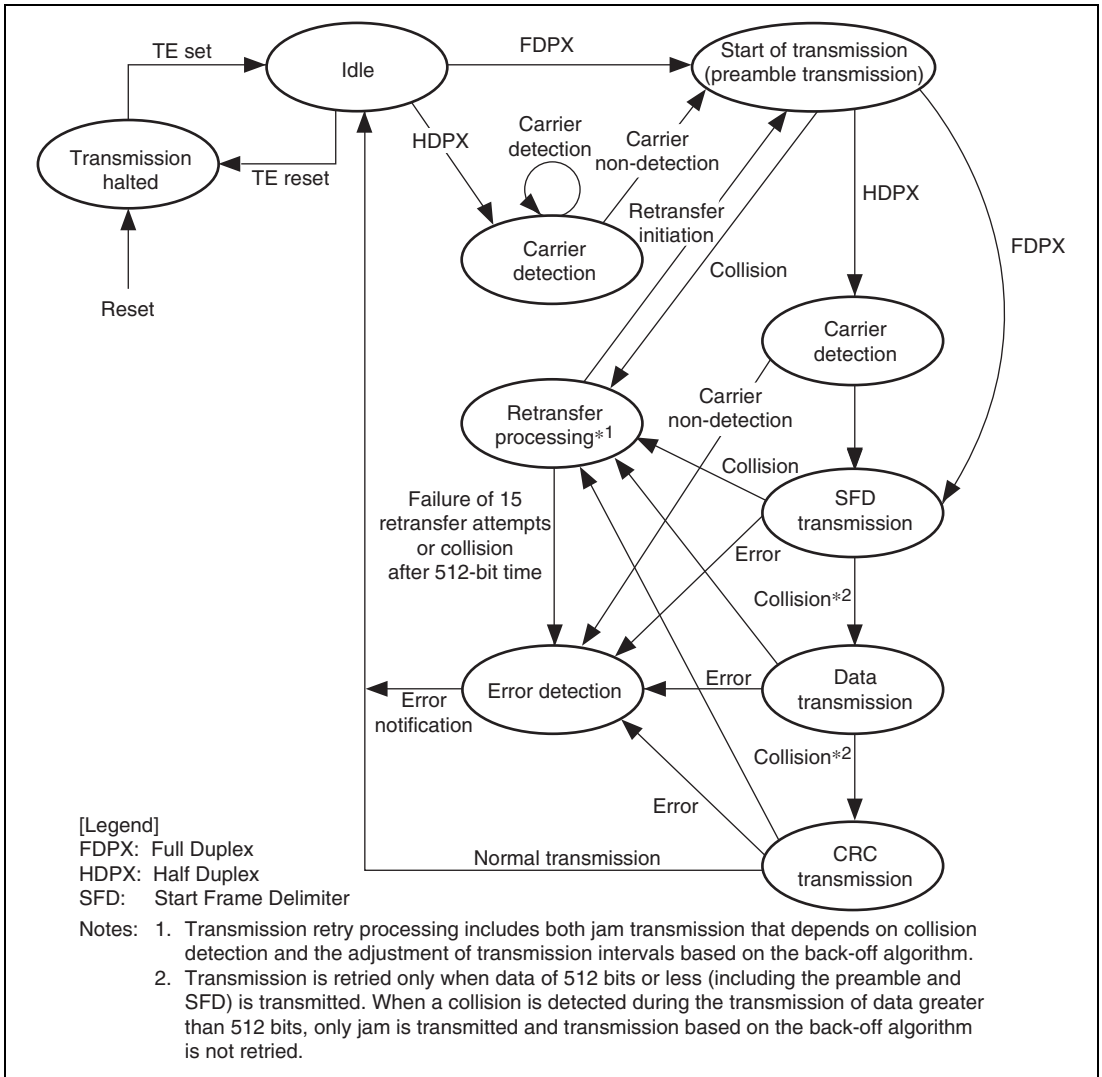 TE set
Idle
FDPX
Start of transmission
(preamble transmission)
Transmission
halted
TE reset
HDPX
Carrier
detection
Carrier
non-detection
Reset
Carrier
detection
Retransfer
initiation
Collision
HDPX
FDPX
Carrier
detection
Carrier
non-detection
Retransfer
processing*1
Collision
SFD
transmission
Failure of 15
retransfer attempts
or collision
after 512-bit time
Error
Collision*2
Error detection
Error
notification
Error
Data
transmission
Collision*2
Error
Normal transmission
CRC
transmission
[Legend]
FDPX: Full Duplex
HDPX: Half Duplex
SFD: Start Frame Delimiter
Notes: 1. Transmission retry processing includes both jam transmission that depends on collision
detection and the adjustment of transmission intervals based on the back-off algorithm.
2. Transmission is retried only when data of 512 bits or less (including the preamble and
SFD) is transmitted. When a collision is detected during the transmission of data greater
than 512 bits, only jam is transmitted and transmission based on the back-off algorithm
is not retried.